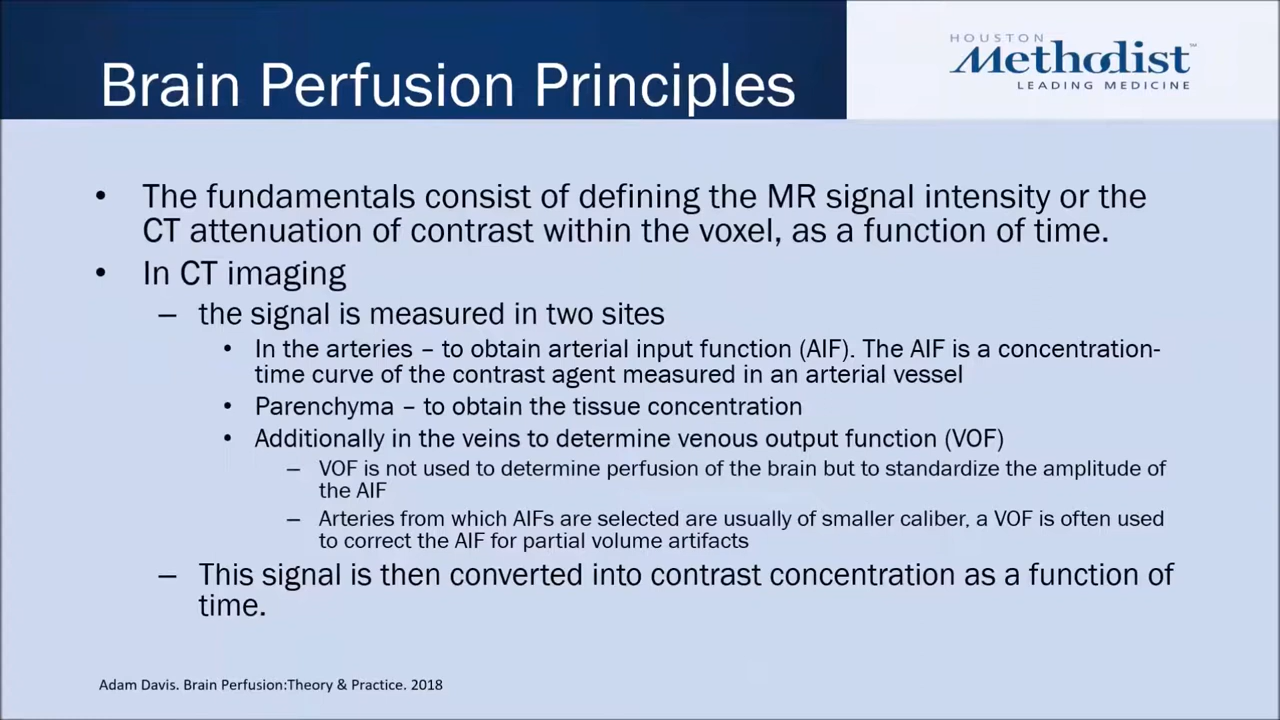 Brain Perfusion Principles
HOUSTON
Methodist
LEADING MEDICINE
• The fundamentals consist of defining the MR signal intensity or the
CT attenuation of contrast within the voxel, as a function of time.
• In CT imaging
– the signal is measured in two sites
• In the arteries – to obtain arterial input function (AIF). The AIF is a concentration-
time curve of the contrast agent measured in an arterial vessel
• Parenchyma – to obtain the tissue concentration
• Additionally in the veins to determine venous output function (VOF)
– VOF is not used to determine perfusion of the brain but to standardize the amplitude of
the AIF
– Arteries from which AIFs are selected are usually of smaller caliber, a VOF is often used
to correct the AIF for partial volume artifacts
– This signal is then converted into contrast concentration as a function of
time.
Adam Davis. Brain Perfusion:Theory & Practice. 2018